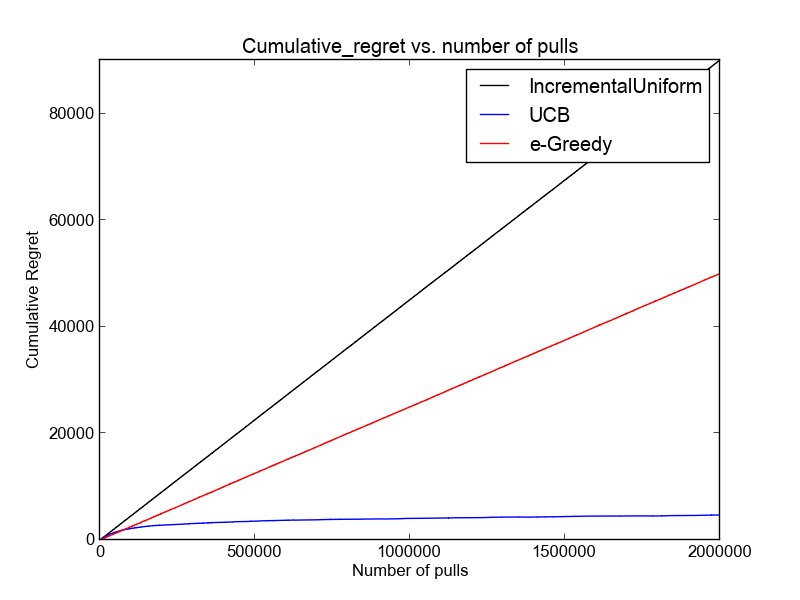 Cumulative_regret vs. number of pulls
IncrementalUniform
UCB
e-Greedy
80000
60000
40000
20000
0
Cumulative Regret
0 500000 1000000 1500000 2000000
Number of pulls